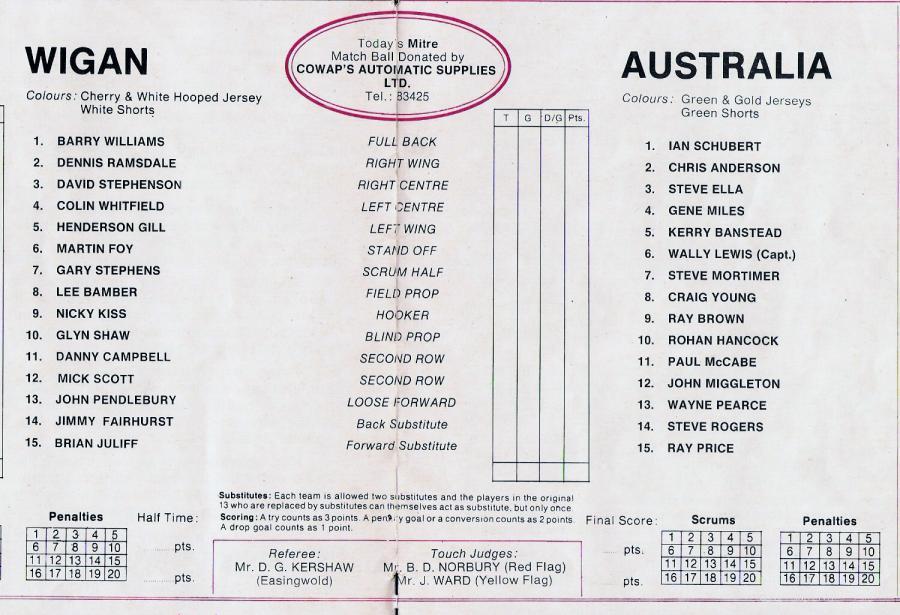 WIGAN
Colours: Cherry & White Hooped Jersey
White Shorts
Today's Mitre
Match Ball Donated by
COWAP'S AUTOMATIC SUPPLIES
LTD.
Tel.: 83425
AUSTRALIA
Colours: Green & Gold Jerseys
Green Shorts
T G D/G Pts.
1. BARRY WILLIAMS FULL BACK 1. IAN SCHUBERT
2. DENNIS RAMSDALE RIGHT WING 2. CHRIS ANDERSON
3. DAVID STEPHENSON RIGHT CENTRE 3. STEVE ELLA
4. COLIN WHITFIELD LEFT CENTRE 4. GENE MILES
5. HENDERSON GILL LEFT WING 5. KERRY BANSTEAD
6. MARTIN FOY STAND OFF 6. WALLY LEWIS (Capt.)
7. GARY STEPHENS SCRUM HALF 7. STEVE MORTIMER
8. LEE BAMBER FIELD PROP 8. CRAIG YOUNG
9. NICKY KISS HOOKER 9. RAY BROWN
10. GLYN SHAW BLIND PROP 10. ROHAN HANCOCK
11. DANNY CAMPBELL SECOND ROW 11. PAUL McCABE
12. MICK SCOTT SECOND ROW 12. JOHN MIGGLETON
13. JOHN PENDLEBURY LOOSE FORWARD 13. WAYNE PEARCE
14. JIMMY FAIRHURST Back Substitute 14. STEVE ROGERS
15. BRIAN JULIFF Forward Substitute 15. RAY PRICE
Substitutes: Each team is allowed two substitutes and the players in the original
13 who are replaced by substitutes can themselves act as substitute, but only once.
Scoring: A try counts as 3 points. A penalty goal or a conversion counts as 2 points.
A drop goal counts as 1 point.
Penalties
1 2 3 4 5
6 7 8 9 10
11 12 13 14 15
16 17 18 19 20
Half Time:
pts.
pts.
Referee:
Mr. D. G. KERSHAW
(Easingwold)
Touch Judges:
Mr. B. D. NORBURY (Red Flag)
Mr. J. WARD (Yellow Flag)
Final Score:
pts.
pts.
Scrums
1 2 3 4 5
6 7 8 9 10
11 12 13 14 15
16 17 18 19 20
Penalties
1 2 3 4 5
6 7 8 9 10
11 12 13 14 15
16 17 18 19 20